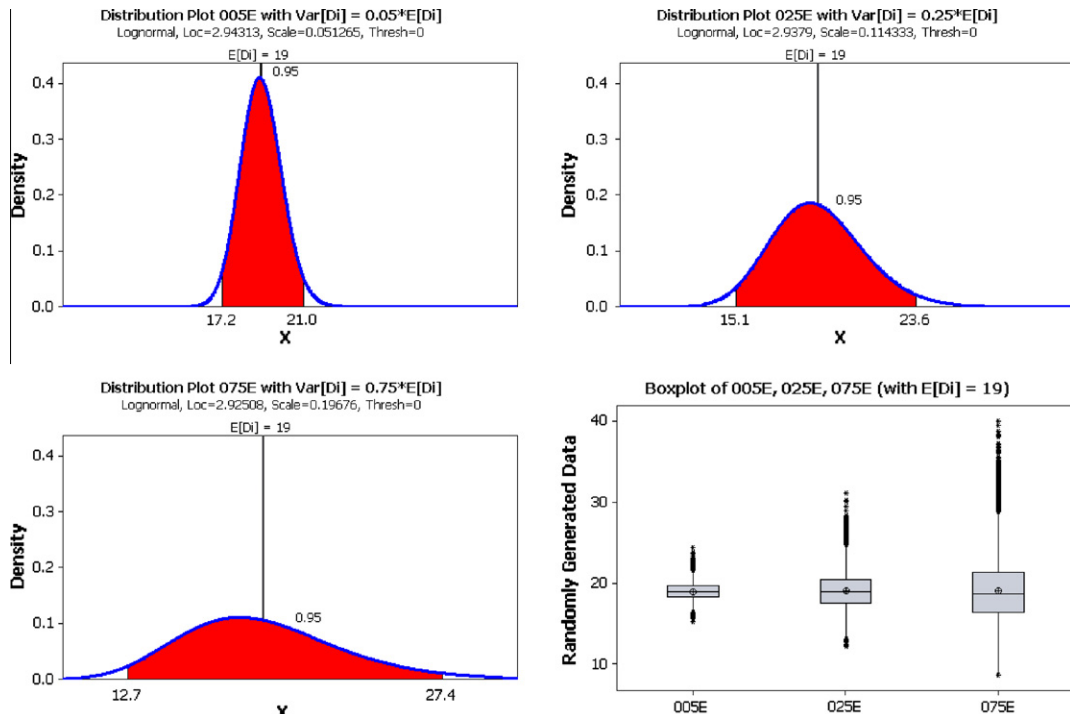 Distribution Plot 005E with Var[Di] = 0.05*E[Di]
Lognormal, Loc=2.94313, Scale=0.051265, Thresh=0
E[Di] = 19
0.95
0.4
0.3
0.2
0.1
0.0
Density
17.2
21.0
X
Distribution Plot 025E with Var[Di] = 0.25*E[Di]
Lognormal, Loc=2.9379, Scale=0.114333, Thresh=0
E[Di] = 19
0.95
0.4
0.3
0.2
0.1
0.0
Density
15.1
23.6
X
Distribution Plot 075E with Var[Di] = 0.75*E[Di]
Lognormal, Loc=2.92508, Scale=0.19676, Thresh=0
E[Di] = 19
0.95
0.4
0.3
0.2
0.1
0.0
Density
12.7
27.4
X
Boxplot of 005E, 025E, 075E (with E[Di] = 19)
40
30
20
10
Randomly Generated Data
005E
025E
075E